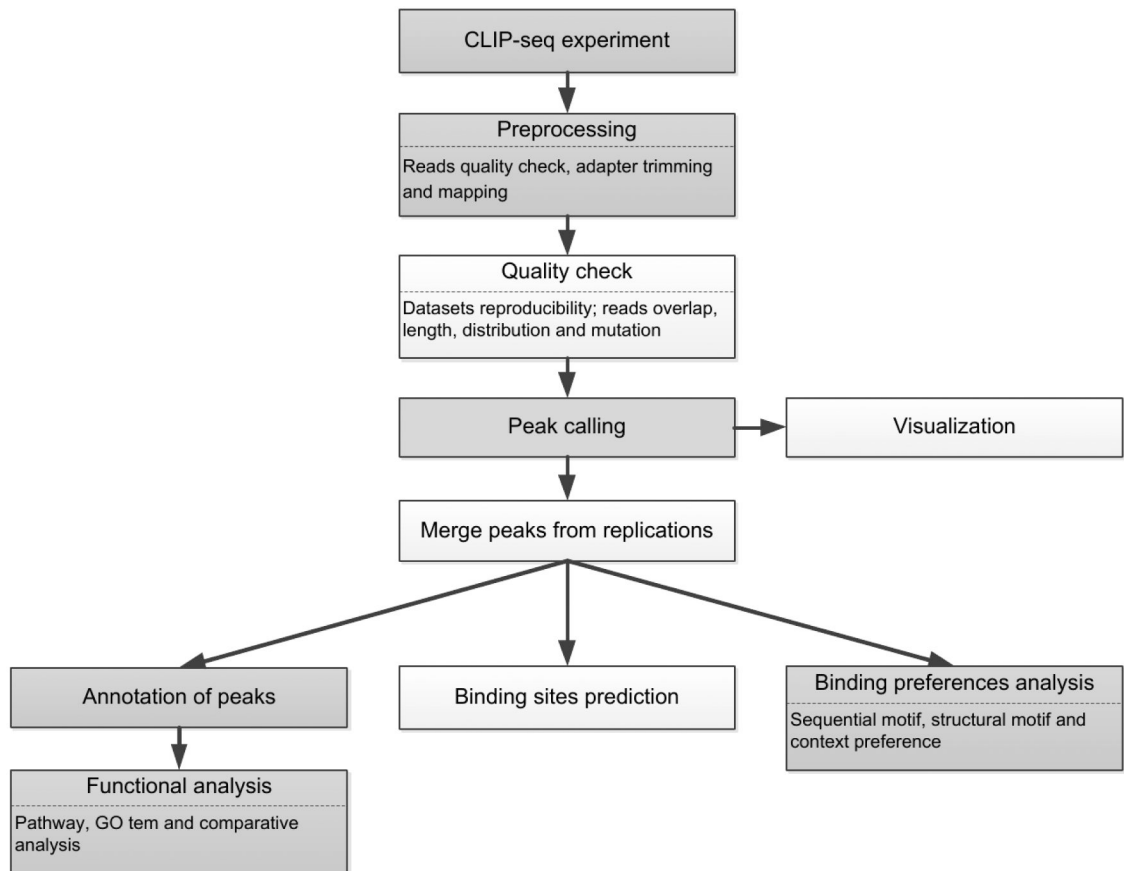 CLIP-seq experiment
Preprocessing
Reads quality check, adapter trimming
and mapping
Quality check
Datasets reproducibility; reads overlap,
length, distribution and mutation
Peak calling
Visualization
Merge peaks from replications
Annotation of peaks
Binding sites prediction
Binding preferences analysis
Sequential motif, structural motif and
context preference
Functional analysis
Pathway, GO tem and comparative
analysis